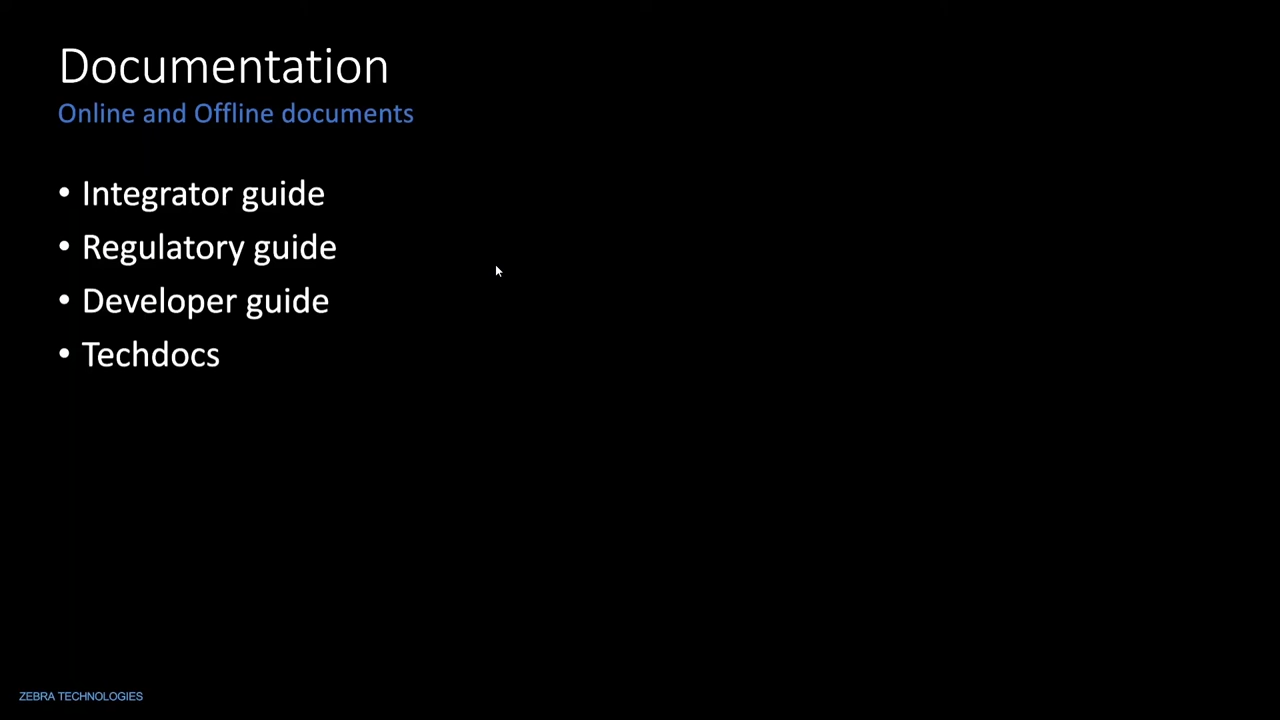 Documentation
Online and Offline documents
• Integrator guide
• Regulatory guide
• Developer guide
• Techdocs
ZEBRA TECHNOLOGIES